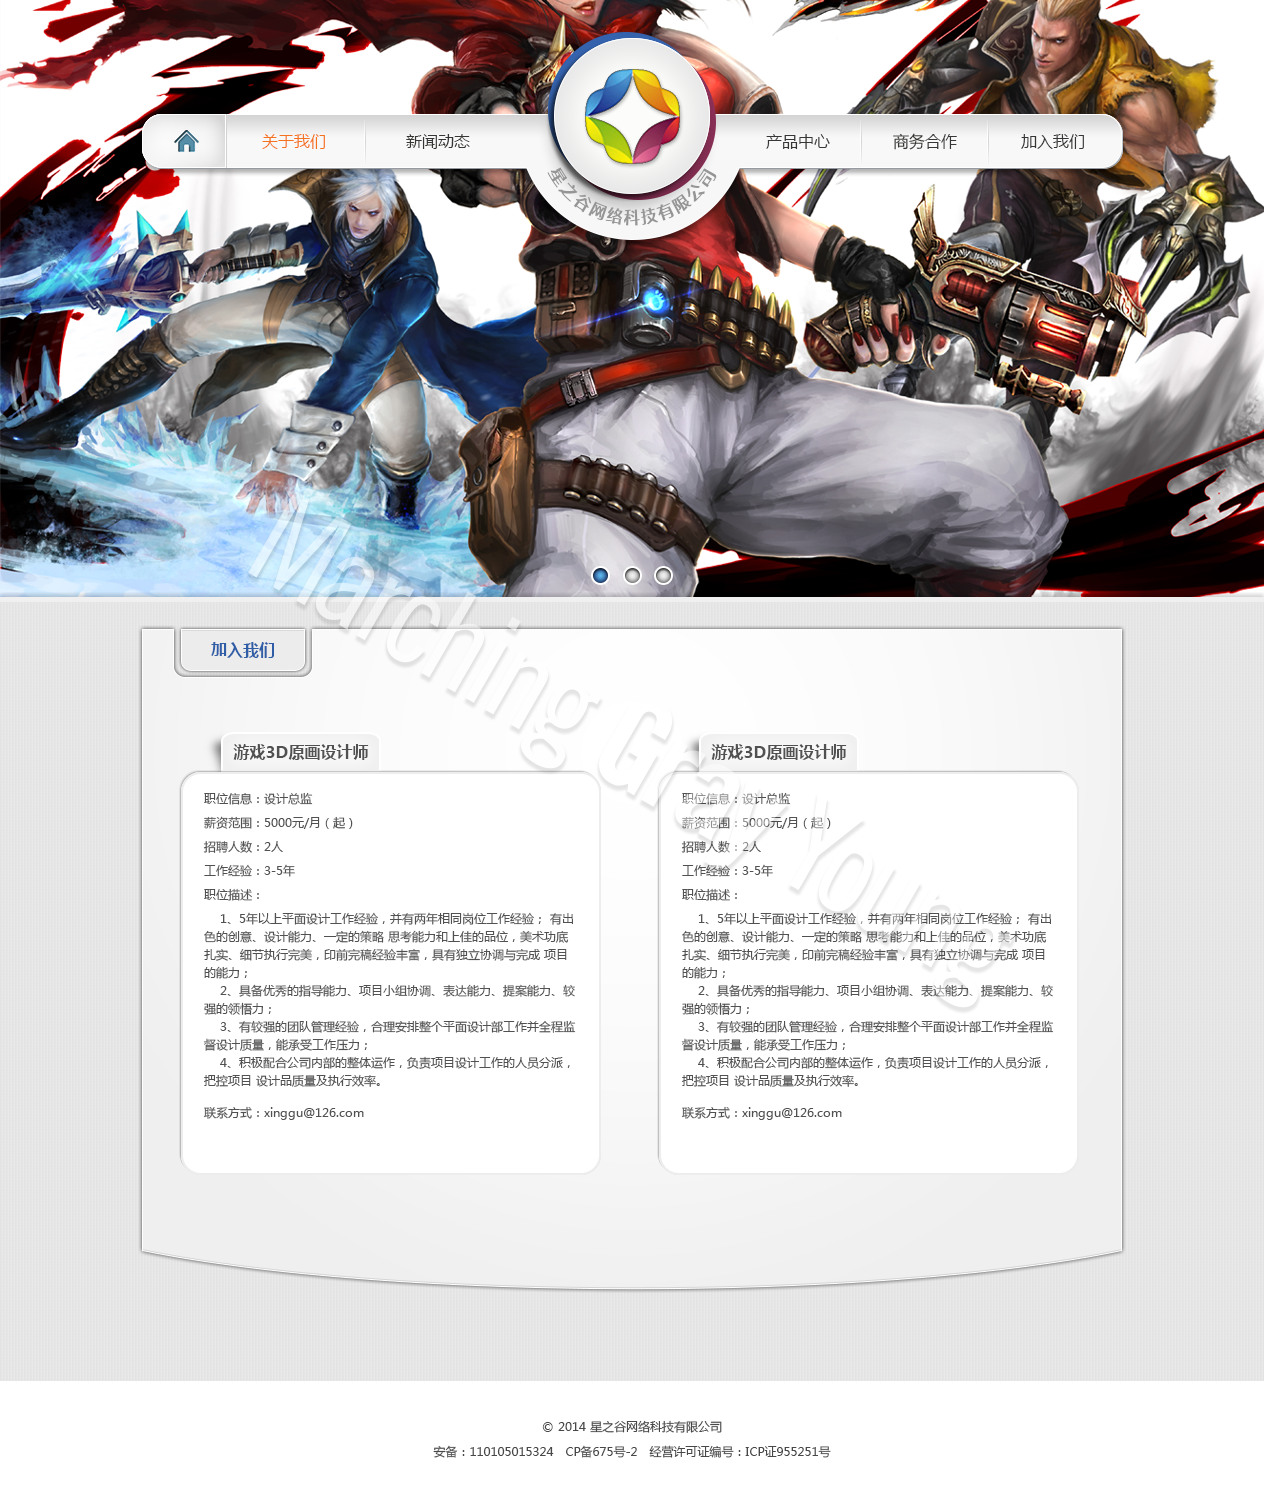 关于我们
新闻动态
产品中心
商务合作
加入我们
星之谷网络科技有限公司
加入我们
游戏3D原画设计师
职位信息：设计总监
薪资范围：5000元/月（起）
招聘人数：2人
工作经验：3-5年
职位描述：
1、5年以上平面设计工作经验，并有两年相同岗位工作经验； 有出
色的创意、设计能力、一定的策略 思考能力和上佳的品位，美术功底
扎实、细节执行完美，印前完稿经验丰富，具有独立协调与完成 项目
的能力；
2、具备优秀的指导能力、项目小组协调、表达能力、提案能力、较
强的领悟力；
3、有较强的团队管理经验，合理安排整个平面设计部工作并全程监
督设计质量，能承受工作压力；
4、积极配合公司内部的整体运作，负责项目设计工作的人员分派，
把控项目 设计品质量及执行效率。
联系方式：xinggu@126.com
游戏3D原画设计师
职位信息：设计总监
薪资范围：5000元/月（起）
招聘人数：2人
工作经验：3-5年
职位描述：
1、5年以上平面设计工作经验，并有两年相同岗位工作经验； 有出
色的创意、设计能力、一定的策略 思考能力和上佳的品位，美术功底
扎实、细节执行完美，印前完稿经验丰富，具有独立协调与完成 项目
的能力；
2、具备优秀的指导能力、项目小组协调、表达能力、提案能力、较
强的领悟力；
3、有较强的团队管理经验，合理安排整个平面设计部工作并全程监
督设计质量，能承受工作压力；
4、积极配合公司内部的整体运作，负责项目设计工作的人员分派，
把控项目 设计品质量及执行效率。
联系方式：xinggu@126.com
Marching Gray Young
© 2014 星之谷网络科技有限公司
安备：110105015324 CP备675号-2 经营许可证编号：ICP证955251号